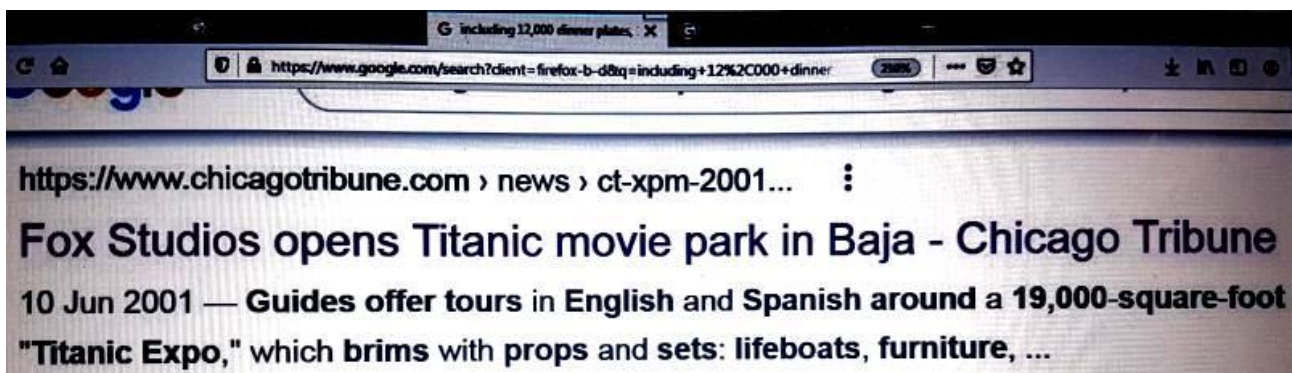 G including 12,000 dinner plates, X
https://www.google.com/search?client=firefox-b-d&q=including+12%2C000+dinner 250%
https://www.chicagotribune.com › news › ct-xpm-2001...
Fox Studios opens Titanic movie park in Baja - Chicago Tribune
10 Jun 2001 — Guides offer tours in English and Spanish around a 19,000-square-foot
"Titanic Expo," which brims with props and sets: lifeboats, furniture, ...